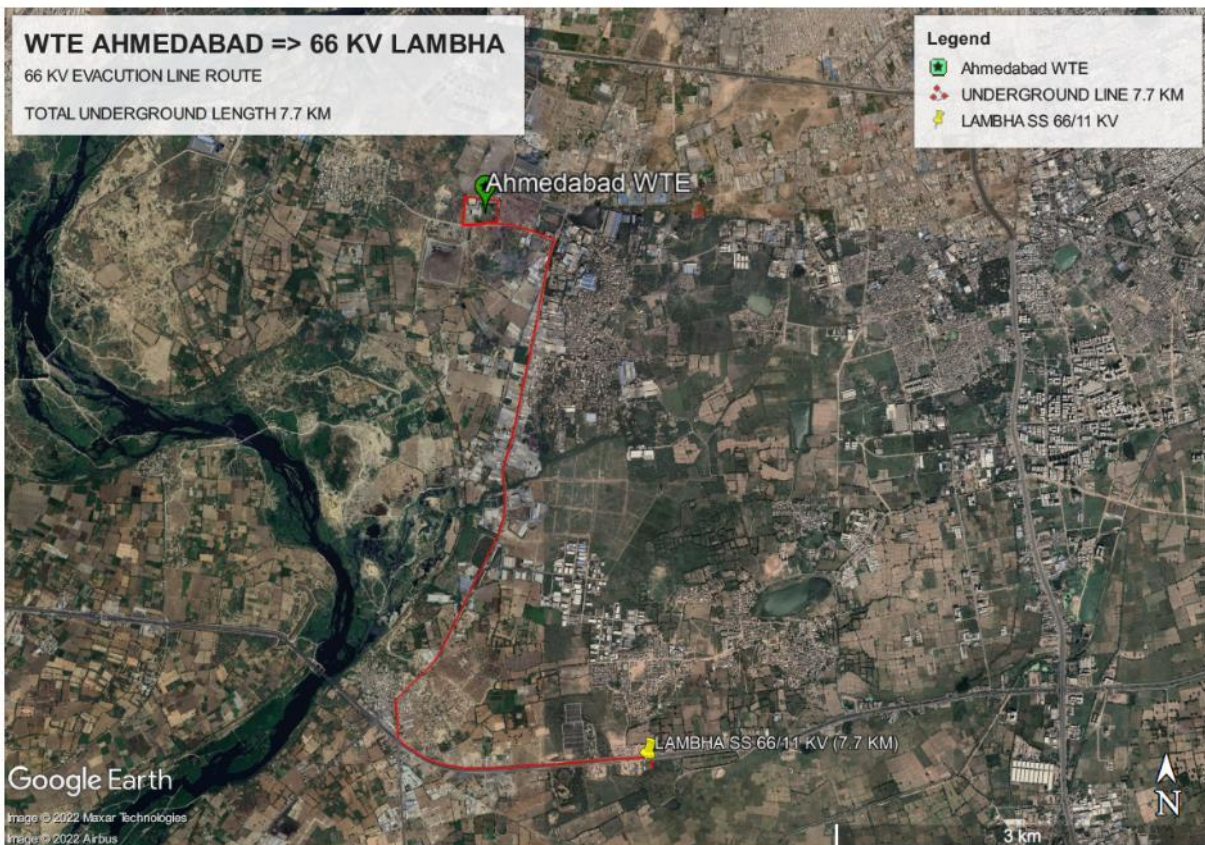 WTE AHMEDABAD => 66 KV LAMBHA
66 KV EVACUTION LINE ROUTE
TOTAL UNDERGROUND LENGTH 7.7 KM
Legend
Ahmedabad WTE
UNDERGROUND LINE 7.7 KM
LAMBHA SS 66/11 KV
Ahmedabad WTE
LAMBHA SS 66/11 KV (7.7 KM)
Google Earth
Image © 2022 Maxar Technologies
Image © 2022 Airbus
3 km
N